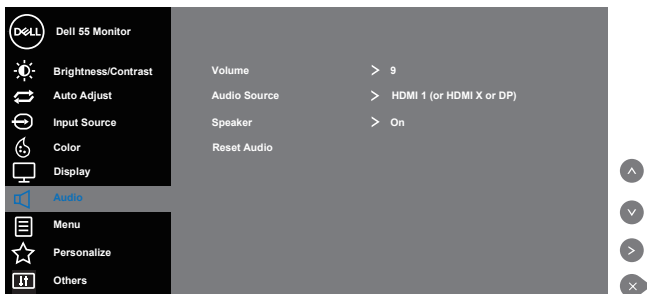 DELL
Dell 55 Monitor
Brightness/Contrast
Auto Adjust
Input Source
Color
Display
Audio
Menu
Personalize
Others
Volume > 9
Audio Source > HDMI 1 (or HDMI X or DP)
Speaker > On
Reset Audio